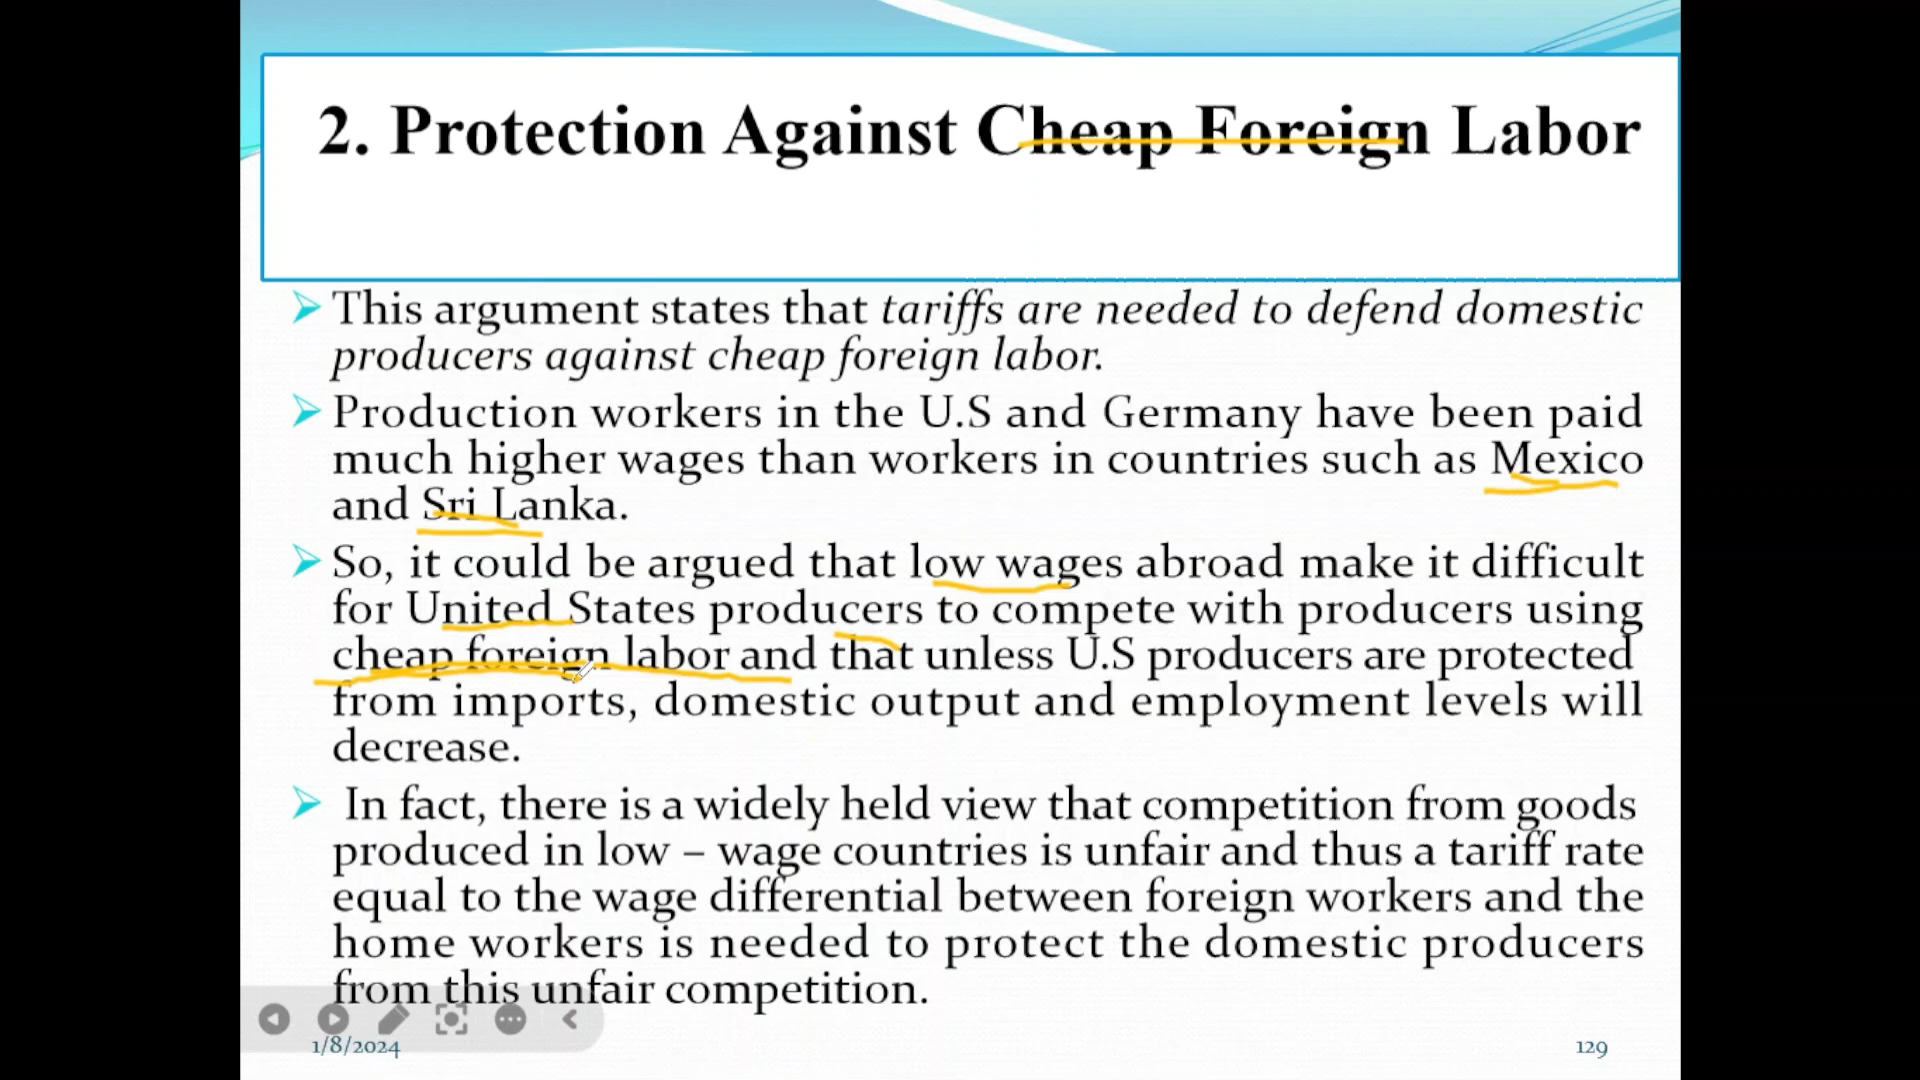 2. Protection Against Cheap Foreign Labor
This argument states that tariffs are needed to defend domestic
producers against cheap foreign labor.
Production workers in the U.S and Germany have been paid
much higher wages than workers in countries such as Mexico
and Sri Lanka.
So, it could be argued that low wages abroad make it difficult
for United States producers to compete with producers using
cheap foreign labor and that unless U.S producers are protected
from imports, domestic output and employment levels will
decrease.
In fact, there is a widely held view that competition from goods
produced in low – wage countries is unfair and thus a tariff rate
equal to the wage differential between foreign workers and the
home workers is needed to protect the domestic producers
from this unfair competition.
1/8/2024
129